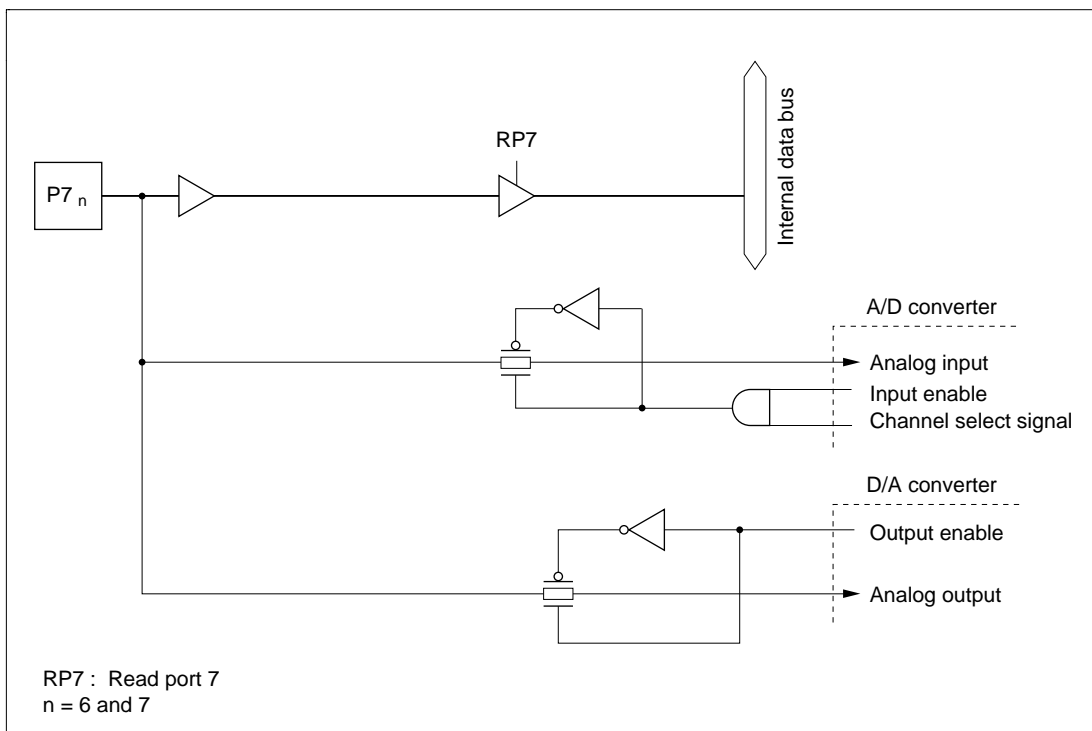 RP7
P7n
Internal data bus
A/D converter
Analog input
Input enable
Channel select signal
D/A converter
Output enable
Analog output
RP7 : Read port 7
n = 6 and 7